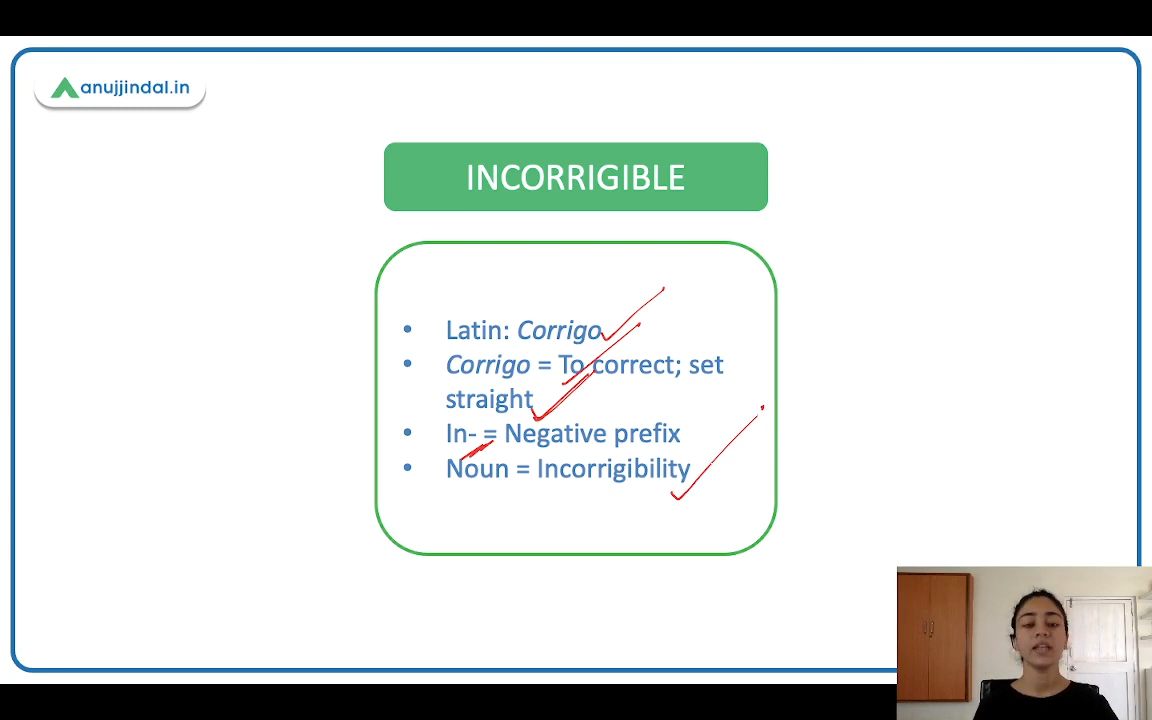 anujjindal.in
INCORRIGIBLE
• Latin: Corrigo
• Corrigo = To correct; set
straight
• In- = Negative prefix
• Noun = Incorrigibility